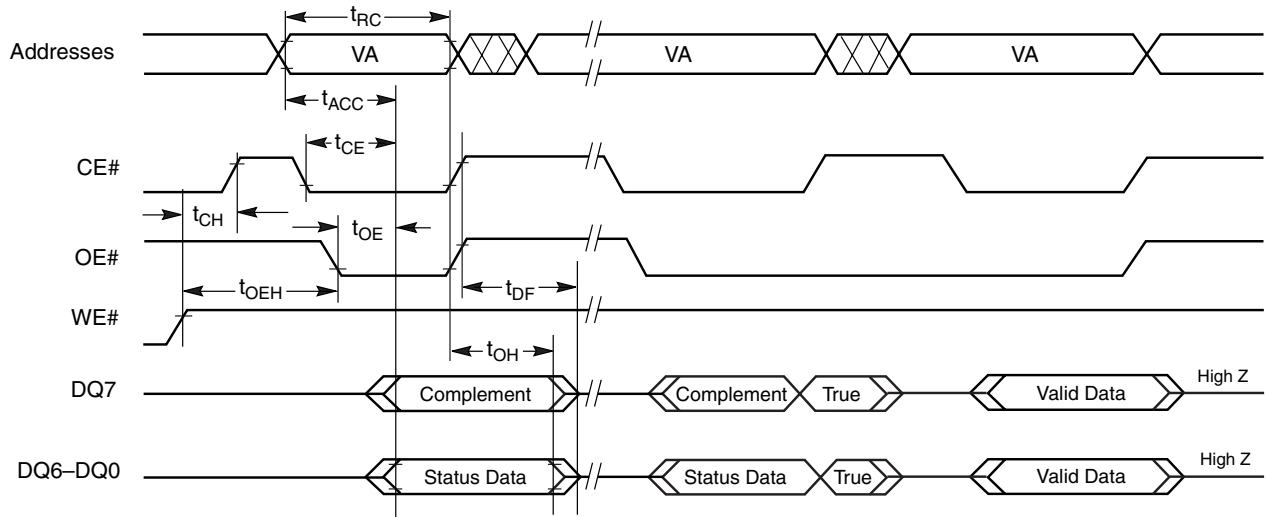 tRC
Addresses VA VA VA
tACC
tCE
CE#
tCH tOE
OE#
tOEH tDF
WE#
tOH
DQ7 Complement Complement True Valid Data High Z
DQ6–DQ0 Status Data Status Data True Valid Data High Z